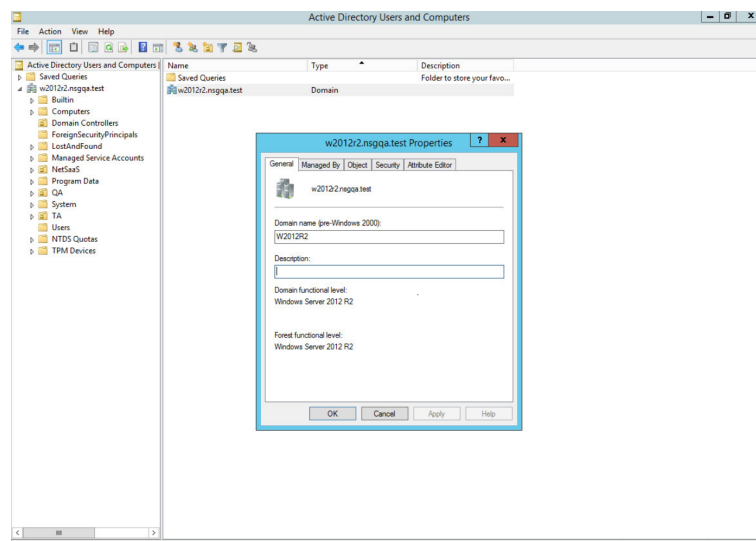 Active Directory Users and Computers
File Action View Help
Active Directory Users and Computers [
Saved Queries
w2012r2.nsgqa.test
Builtin
Computers
Domain Controllers
ForeignSecurityPrincipals
LostAndFound
Managed Service Accounts
NetSaaS
Program Data
QA
System
TA
Users
NTDS Quotas
TPM Devices
Name Type Description
Saved Queries Folder to store your favo...
w2012r2.nsgqa.test Domain
w2012r2.nsgqa.test Properties ? X
General Managed By Object Security Attribute Editor
w2012r2.nsgqa.test
Domain name (pre-Windows 2000):
W2012R2
Description:
Domain functional level:
Windows Server 2012 R2
Forest functional level:
Windows Server 2012 R2
OK Cancel Apply Help